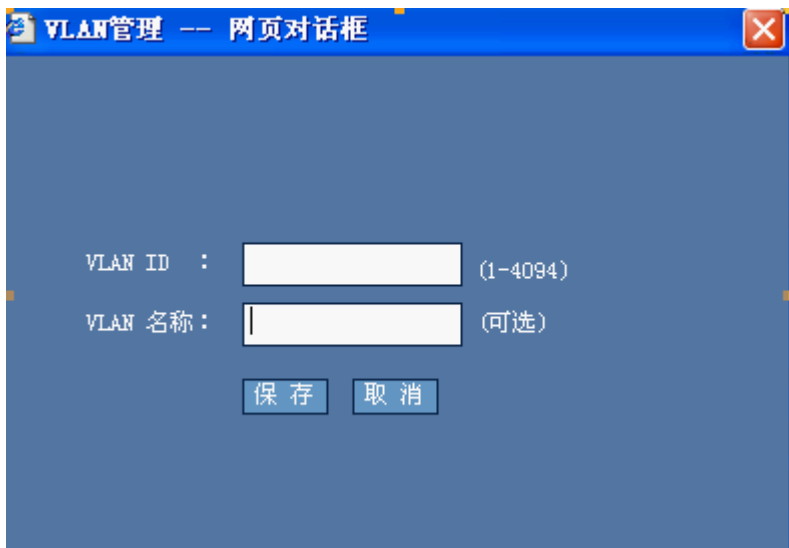 VLAN管理 -- 网页对话框
VLAN ID ： (1-4094)
VLAN 名称： (可选)
保存 取消